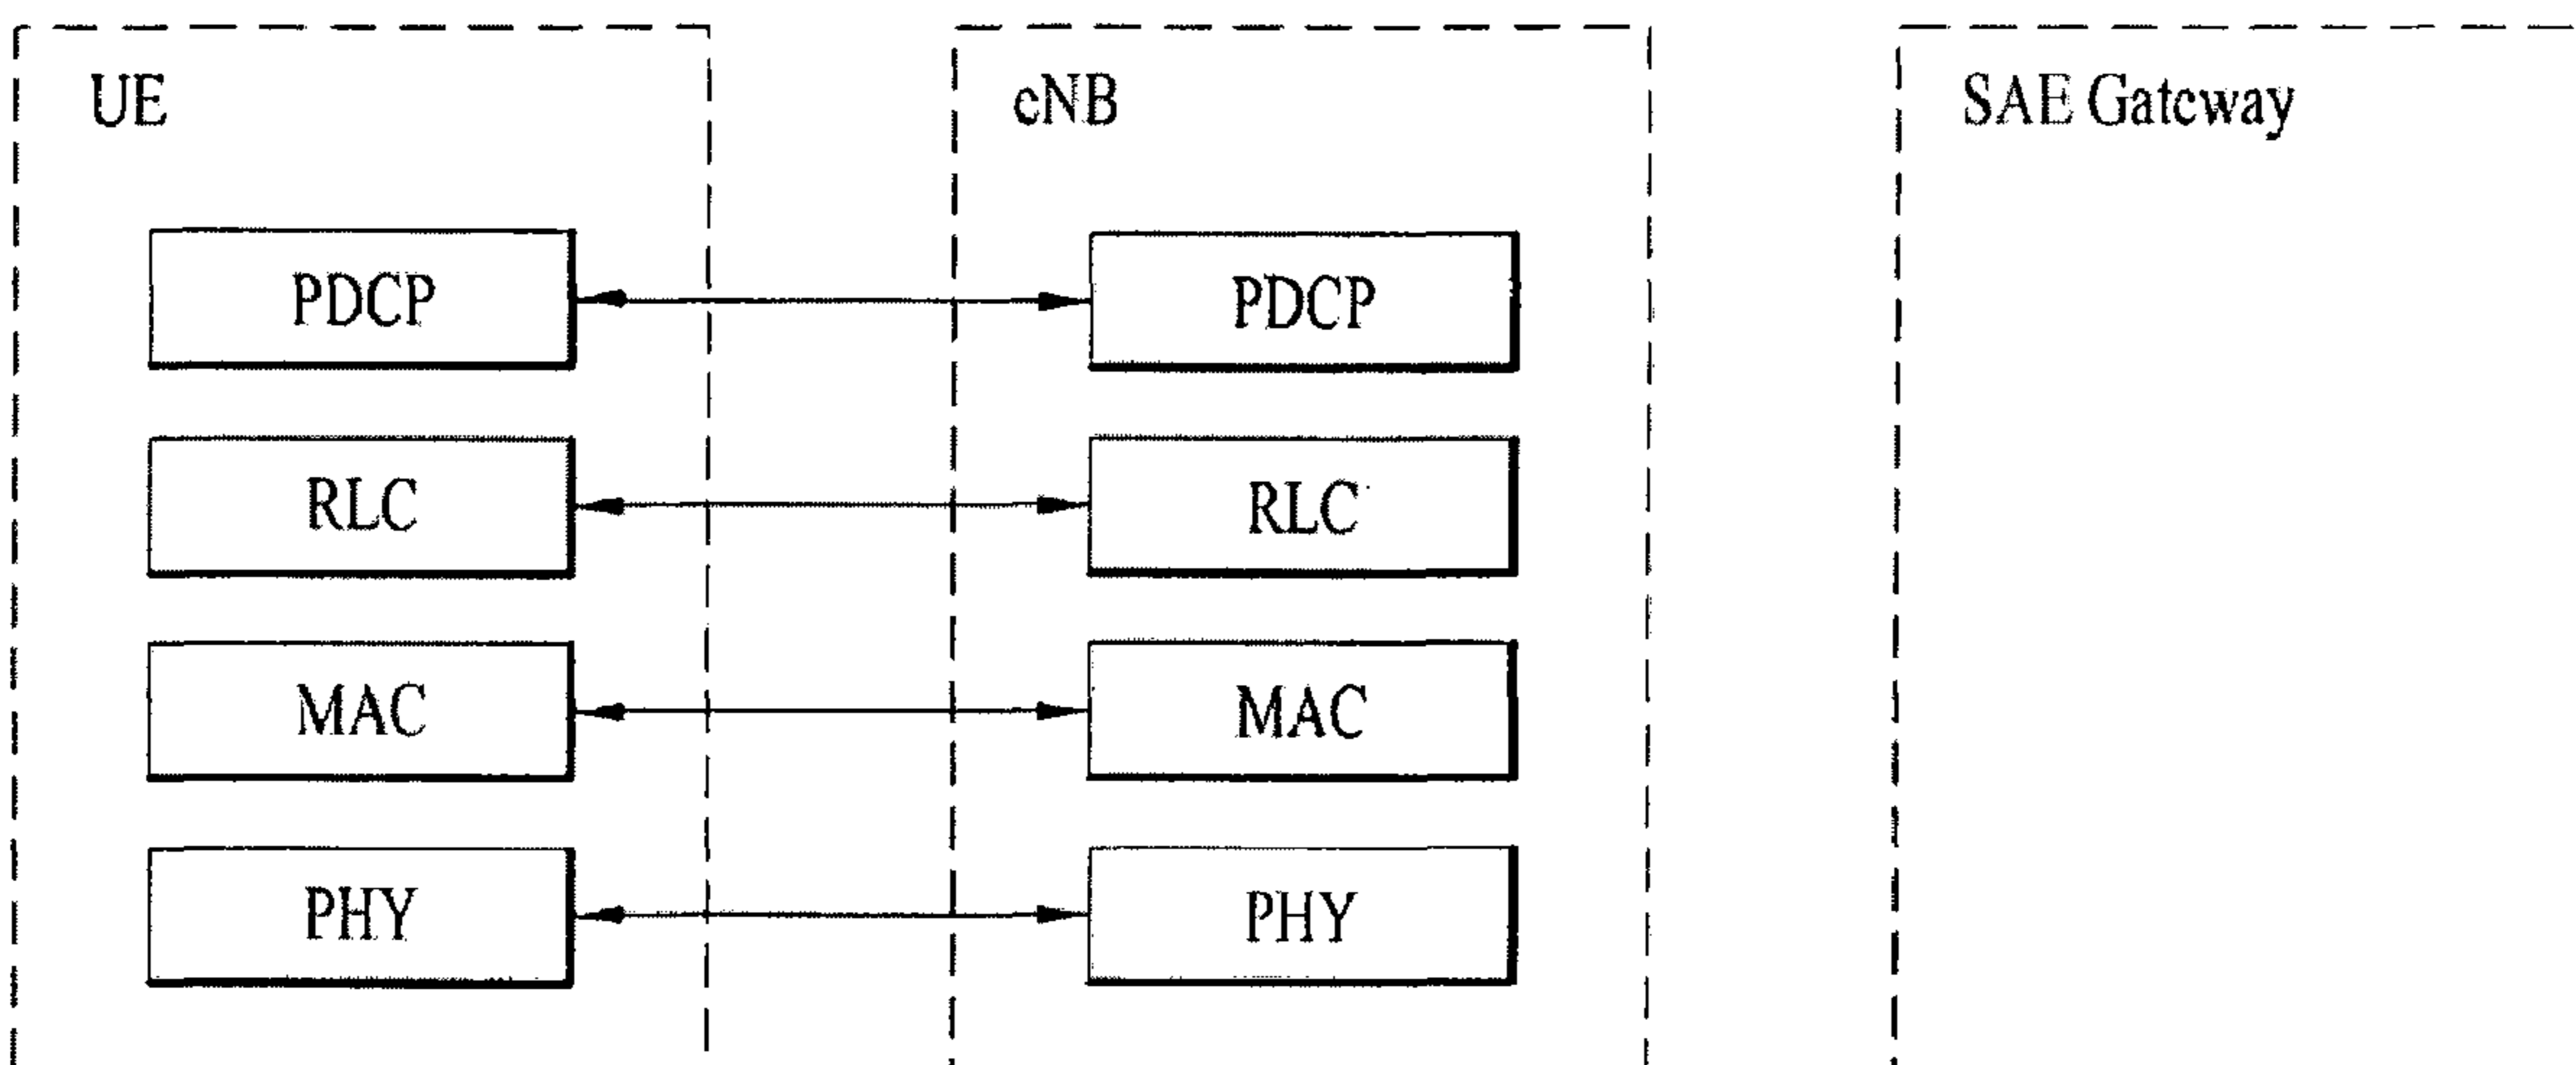 UE
eNB
SAE Gateway
PDCP
PDCP
RLC
RLC
MAC
MAC
PHY
PHY